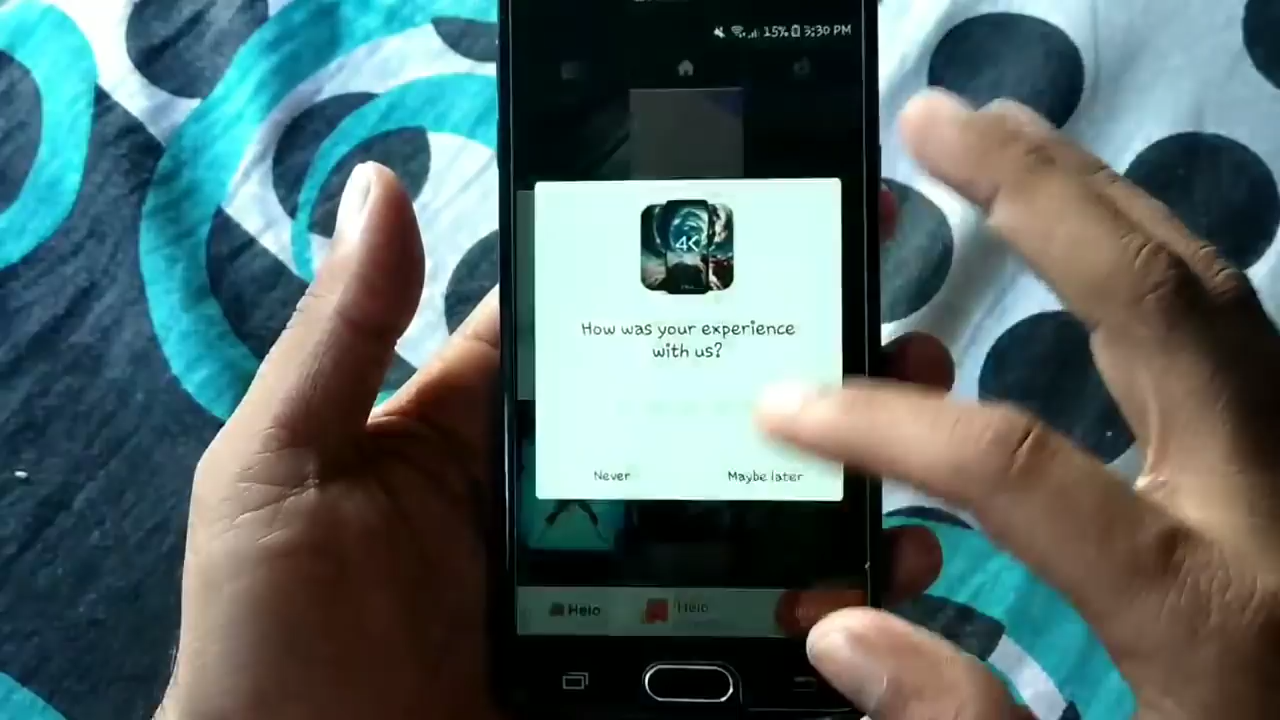 15% 3:30 PM
4K
How was your experience
with us?
Never
Maybe later
Helo
Helo